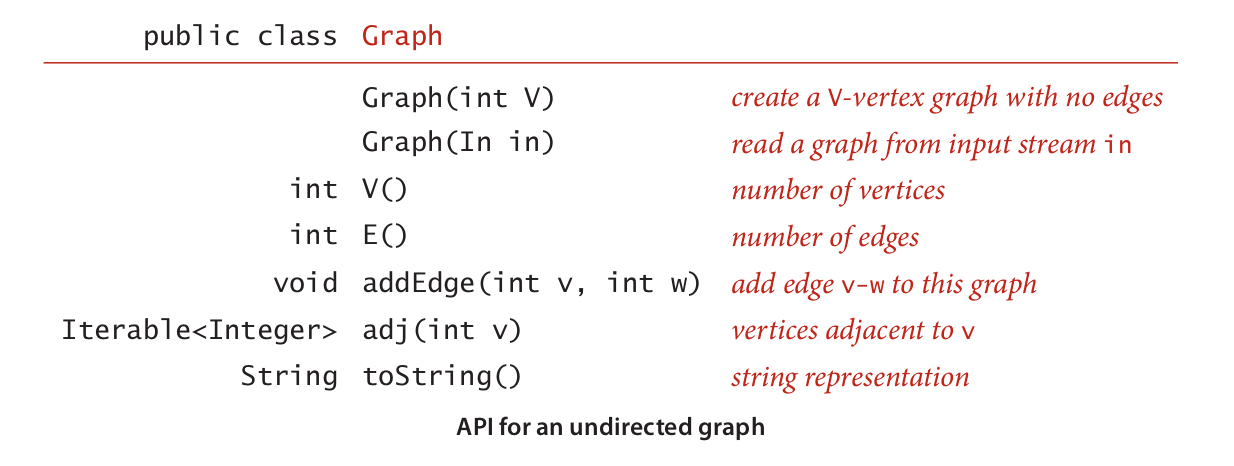 public class Graph
Graph(int V) create a V-vertex graph with no edges
Graph(In in) read a graph from input stream in
int V() number of vertices
int E() number of edges
void addEdge(int v, int w) add edge v-w to this graph
Iterable<Integer> adj(int v) vertices adjacent to v
String toString() string representation
API for an undirected graph